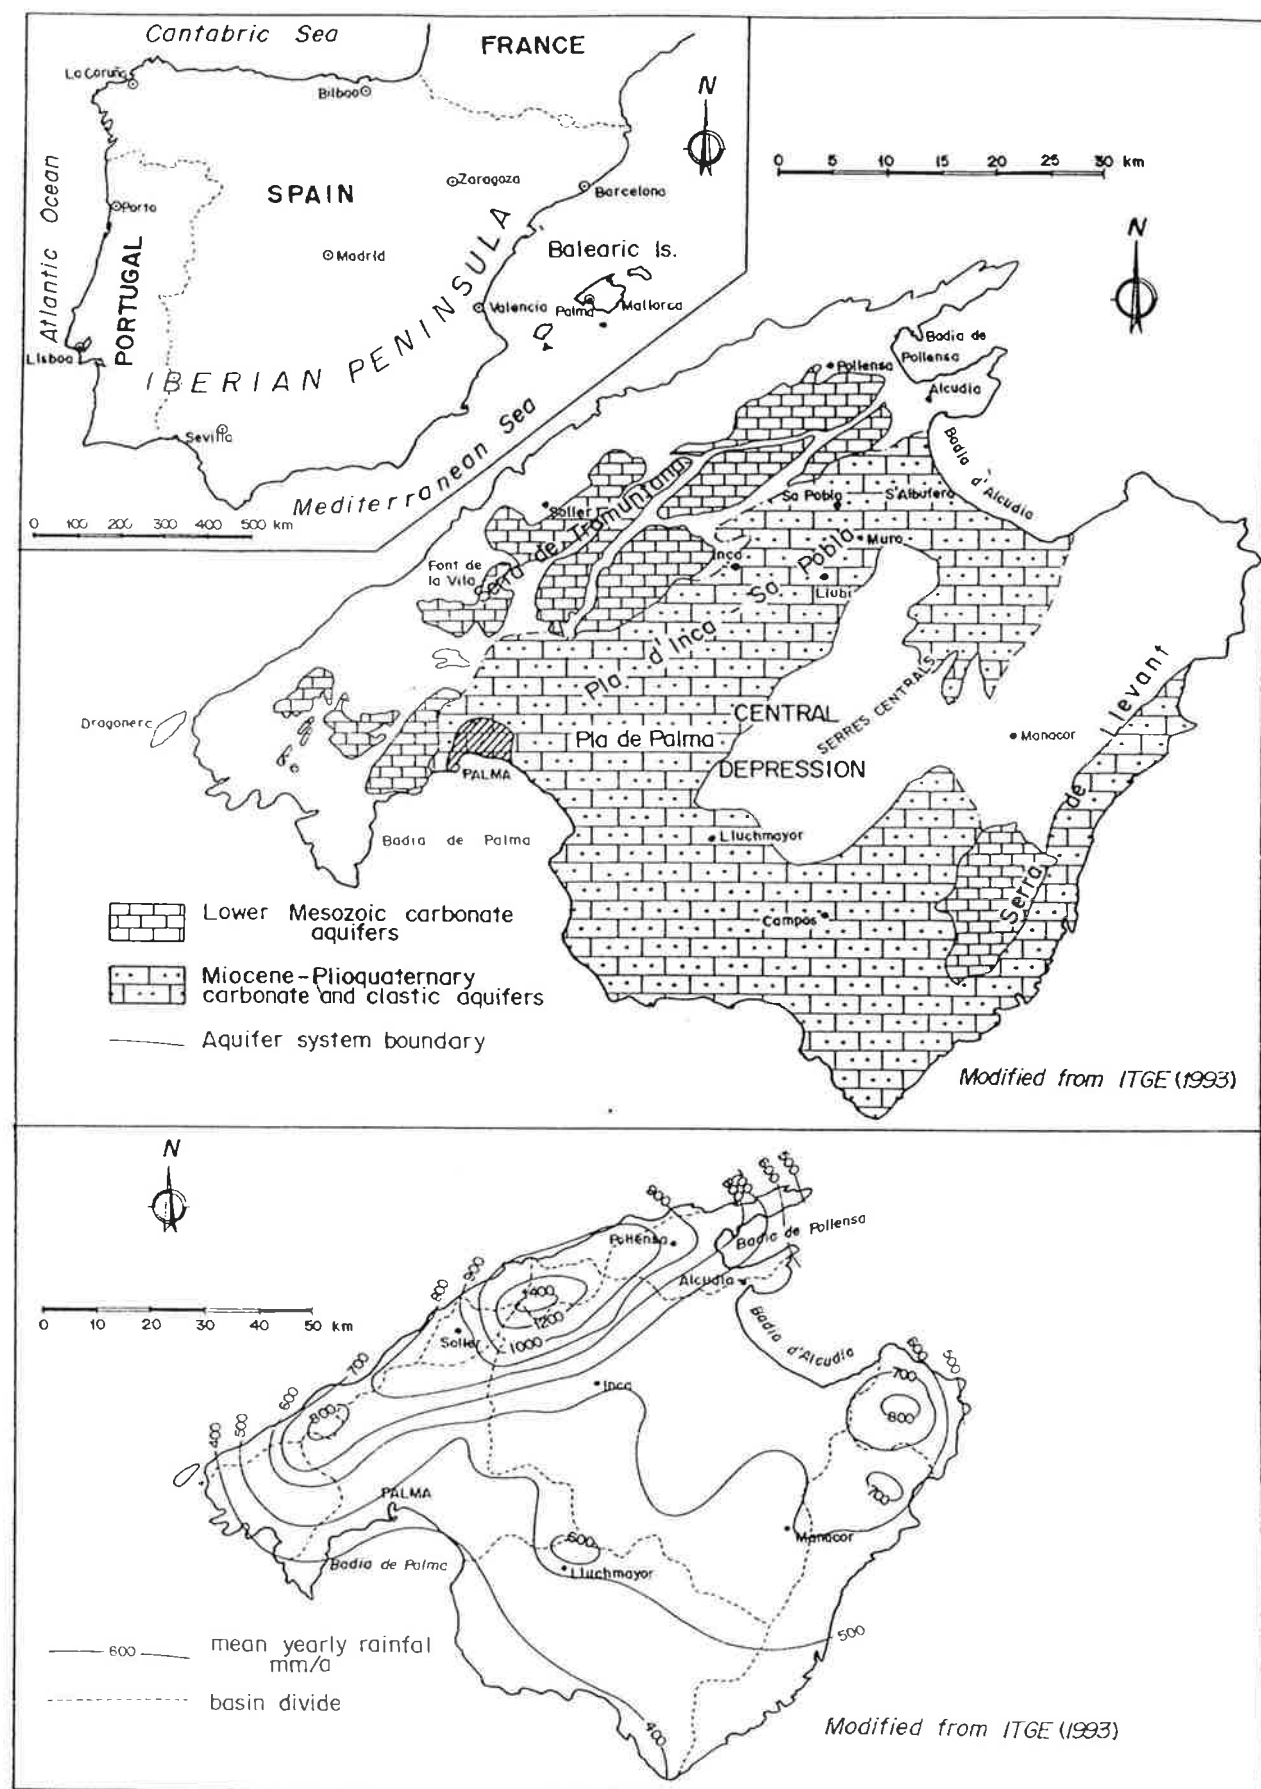 Cantabric Sea
FRANCE
La Coruña
Bilbao
N
Atlantic Ocean
0 5 10 15 20 25 30 km
Zaragoza
SPAIN
Barcelona
Porto
PORTUGAL
Madrid
Balearic Is.
Palma
Mallorca
Valencia
Lisboa
IBERIAN PENINSULA
Sevilla
Mediterranean Sea
0 100 200 300 400 500 km
N
Badia de
Pollensa
Pollensa
Alcudia
Badia d'Alcudia
Soller
Serra de Tramuntana
Sa Pobla
S'Albufera
Muro
Inca
Llubi
Font de
la Vila
Pla d'Inca - Sa Pobla
Dragonera
CENTRAL
DEPRESSION
SERRES CENTRALS
Manacor
Serra de Llevant
Pla de Palma
PALMA
Badia de Palma
Lluchmayor
Campos
Lower Mesozoic carbonate
aquifers
Miocene-Plioquaternary
carbonate and clastic aquifers
Aquifer system boundary
Modified from ITGE (1993)
N
800
600
500
Badia de Pollensa
Pollensa
Alcudia
0 10 20 30 40 50 km
800
900
1400
1200
1000
Soller
Badia d'Alcudia
Inca
700
600
500
400
800
600
500
700
800
700
PALMA
Manacor
600
Badia de Palma
Lluchmayor
500
400
600 mean yearly rainfal
mm/a
basin divide
Modified from ITGE (1993)